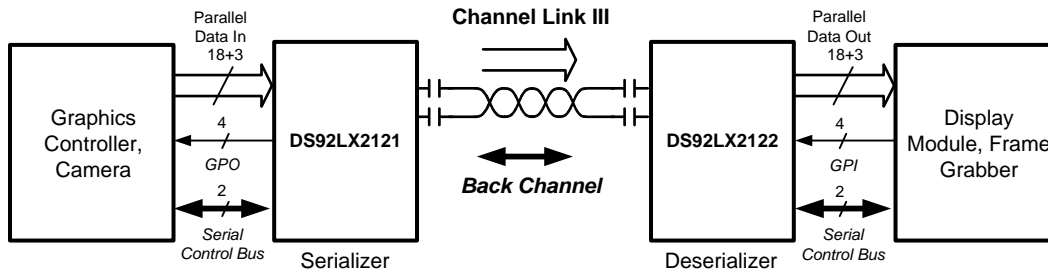 Channel Link III
Parallel
Data In
18+3
Parallel
Data Out
18+3
Graphics
Controller,
Camera
4
GPO
2
Serial
Control Bus
DS92LX2121
Serializer
Back Channel
DS92LX2122
Deserializer
4
GPI
2
Serial
Control Bus
Display
Module, Frame
Grabber